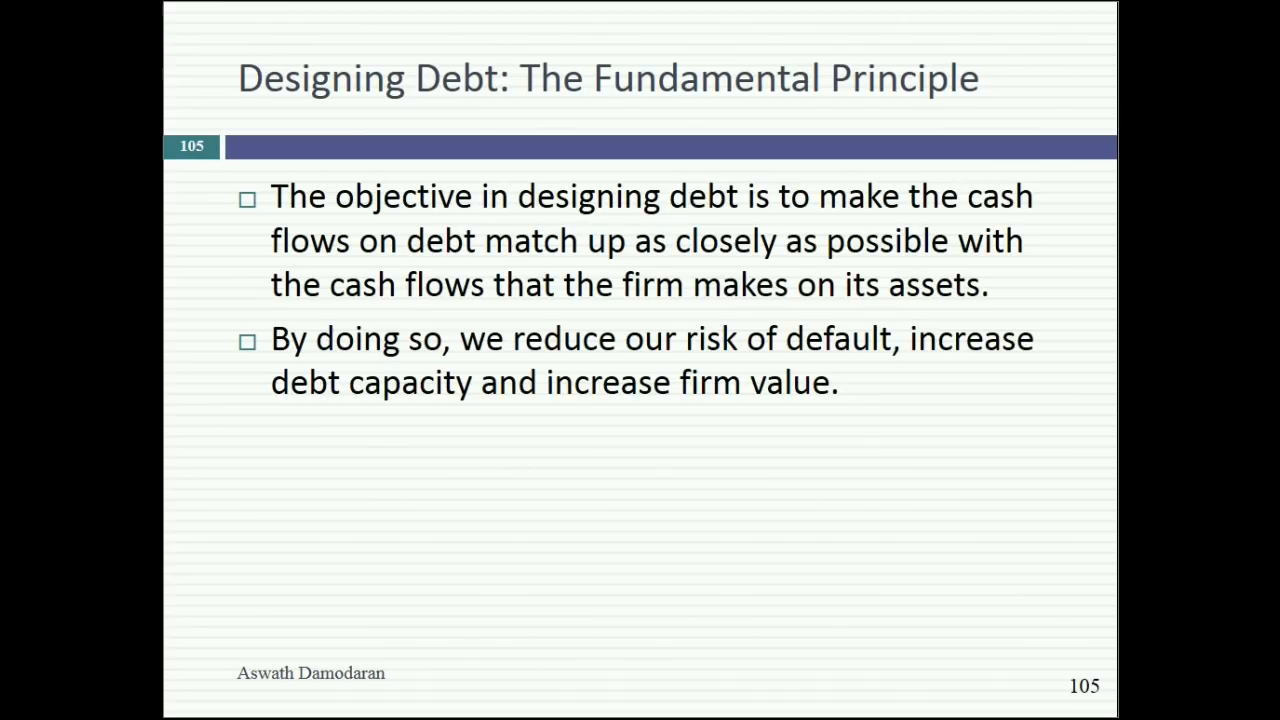 Designing Debt: The Fundamental Principle
105
The objective in designing debt is to make the cash
flows on debt match up as closely as possible with
the cash flows that the firm makes on its assets.
By doing so, we reduce our risk of default, increase
debt capacity and increase firm value.
Aswath Damodaran
105